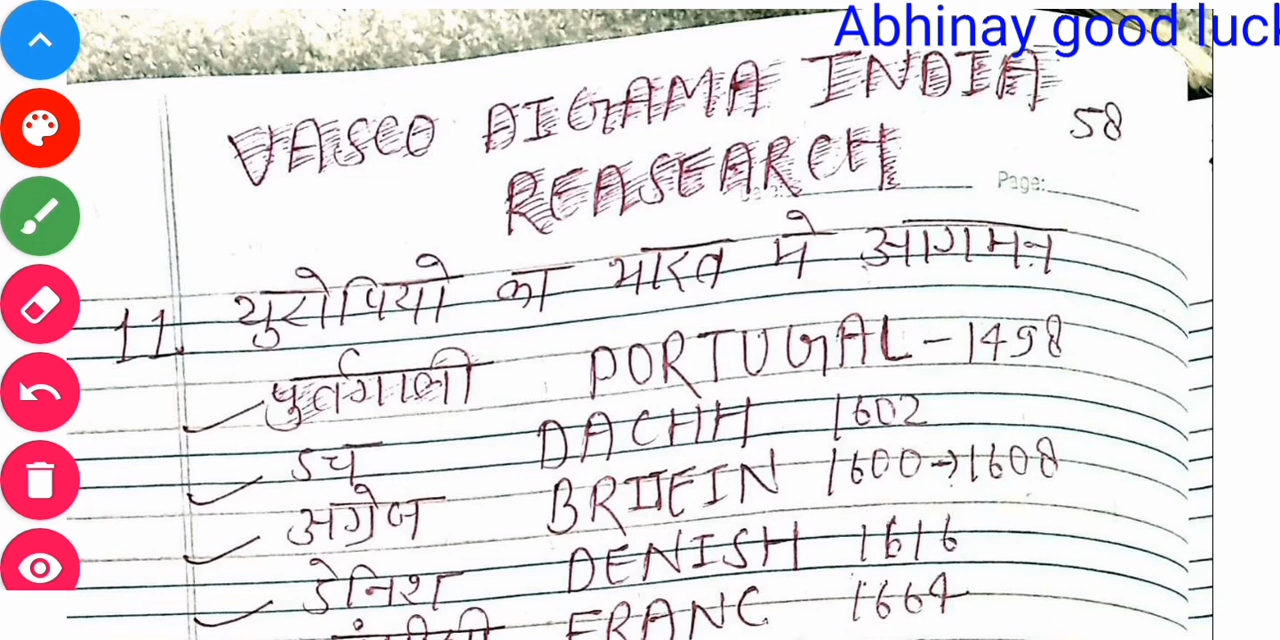 Abhinay good luck
VASCO DIGAMA INDIA
58
REASEARCH
Page:
11. युरोपियो का भारत मे आगमन
पुर्तगाली PORTUGAL - 1498
डच DACHH 1602
अग्रेज BRITEIN 1600→1608
डेनिश DENISH 1616
FRANC 1664